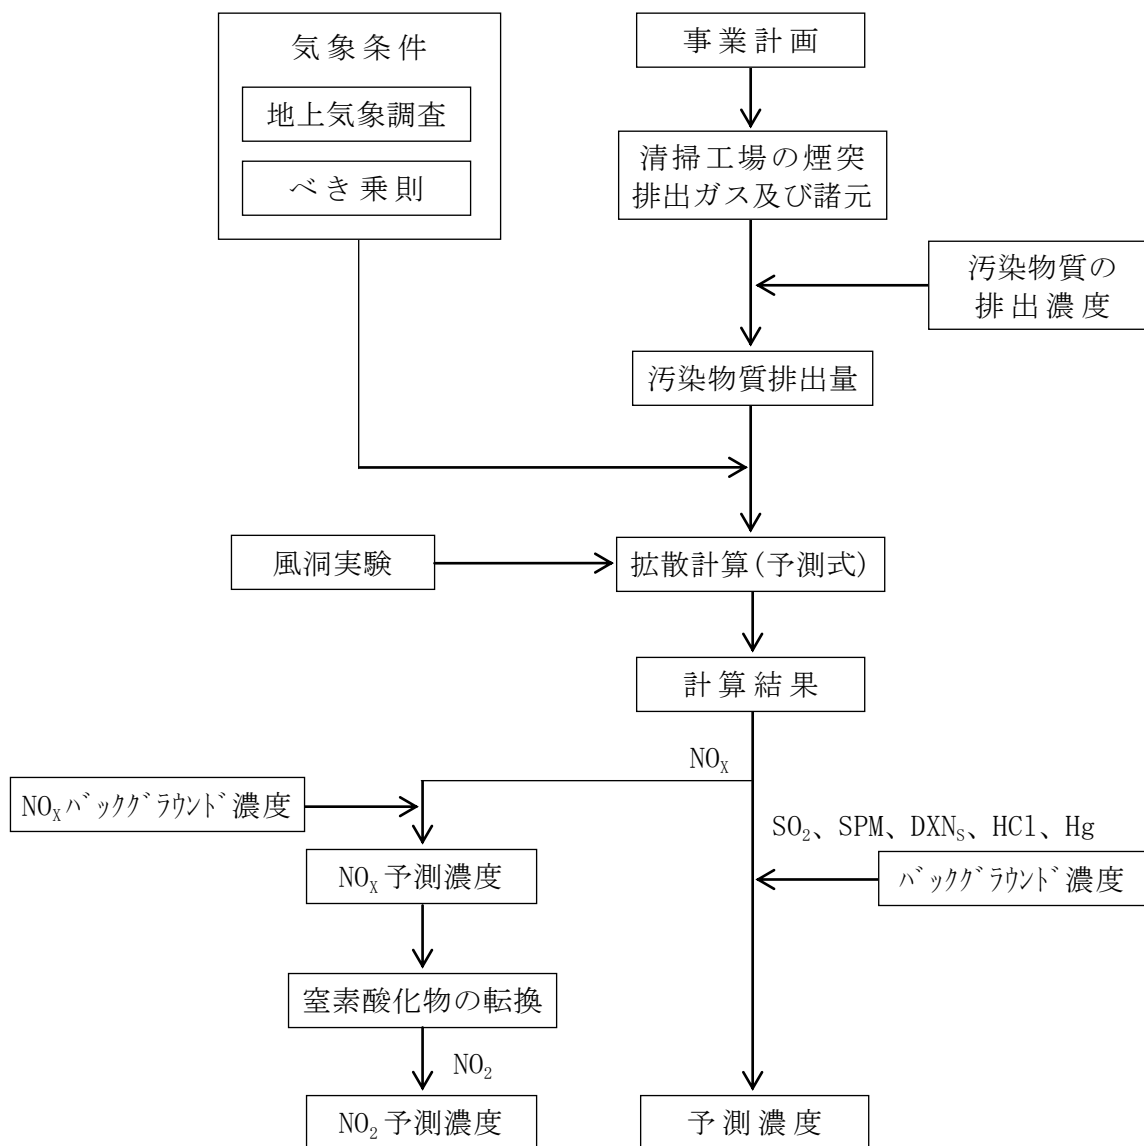 気象条件
地上気象調査
べき乗則
事業計画
清掃工場の煙突
排出ガス及び諸元
汚染物質の
排出濃度
汚染物質排出量
風洞実験
拡散計算(予測式)
計算結果
NOX
NOXﾊﾞｯｸｸﾞﾗｳﾝﾄﾞ濃度
SO2、SPM、DXNS、HCl、Hg
ﾊﾞｯｸｸﾞﾗｳﾝﾄﾞ濃度
NOX予測濃度
窒素酸化物の転換
NO2
NO2予測濃度
予測濃度